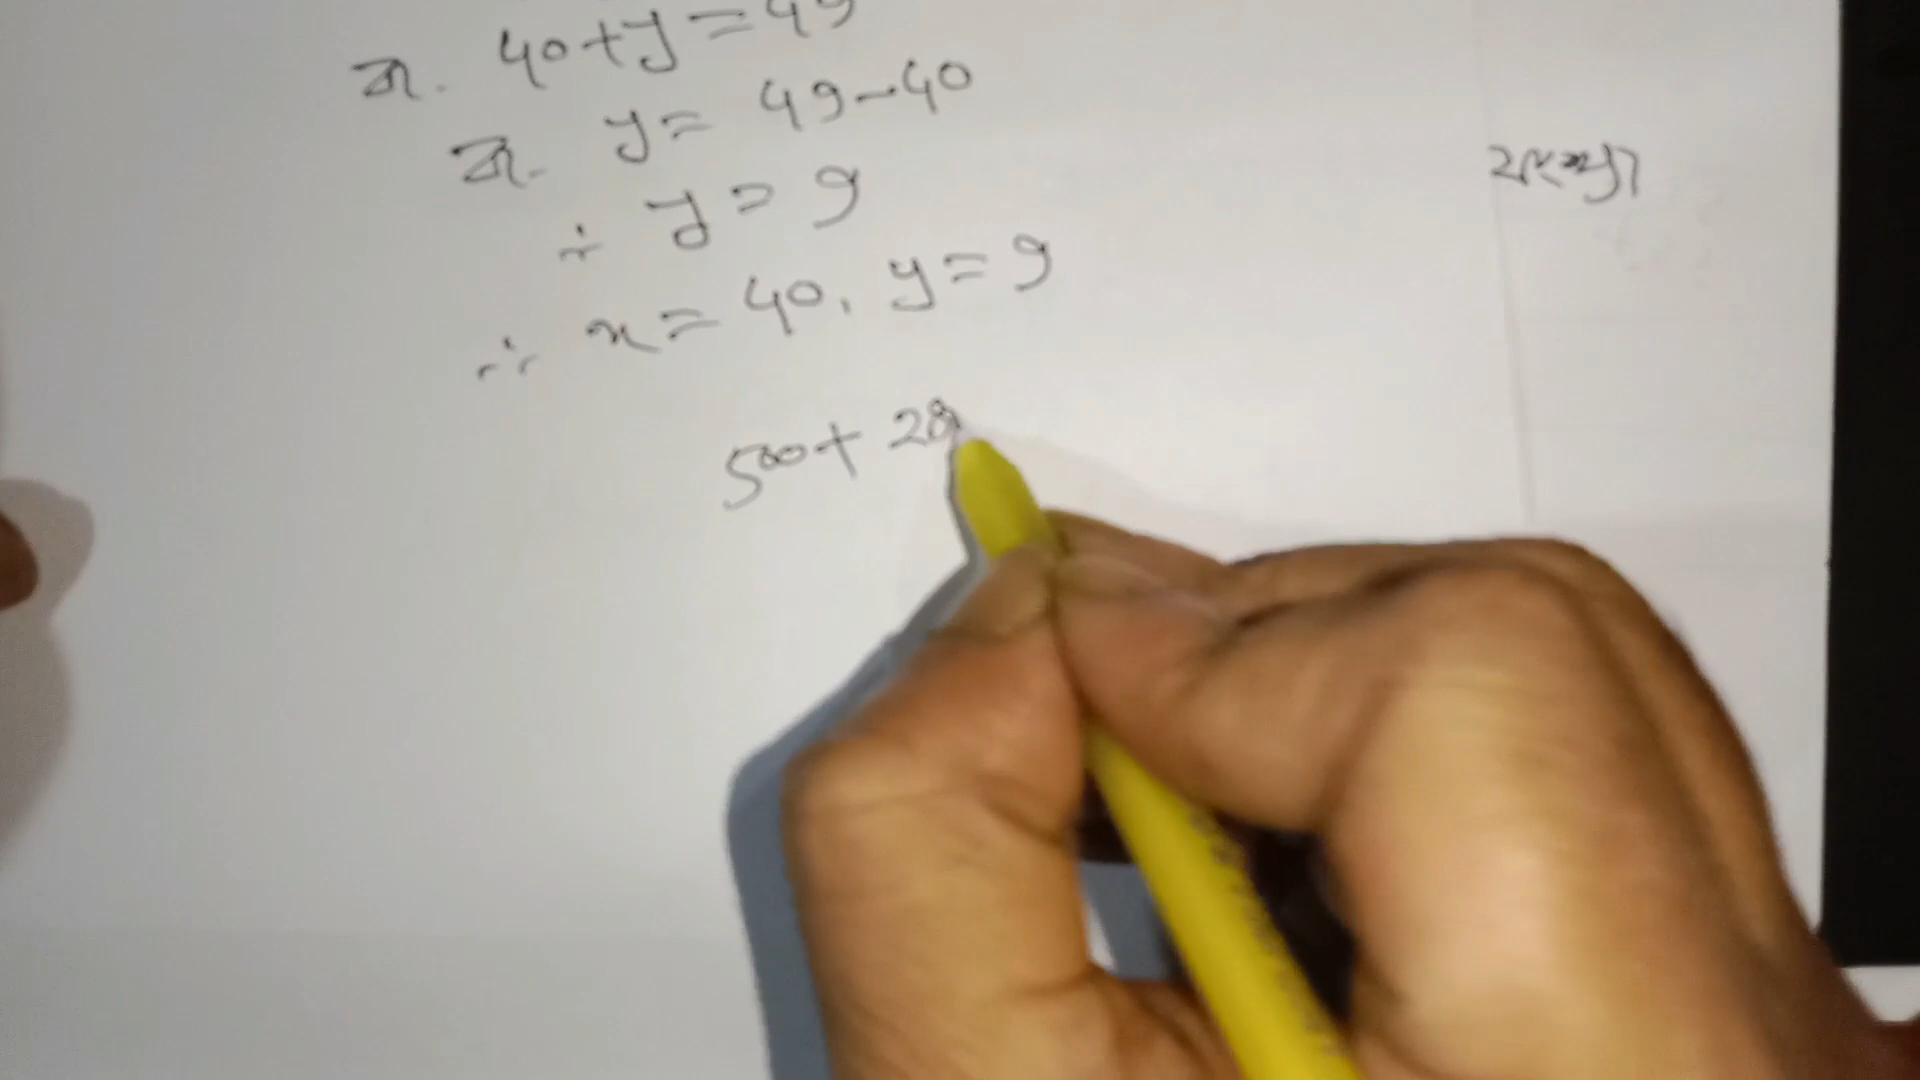 বা. 40+y=49
বা. y= 49-40
∴ y= 9
∴ x= 40, y=9
500+ 28